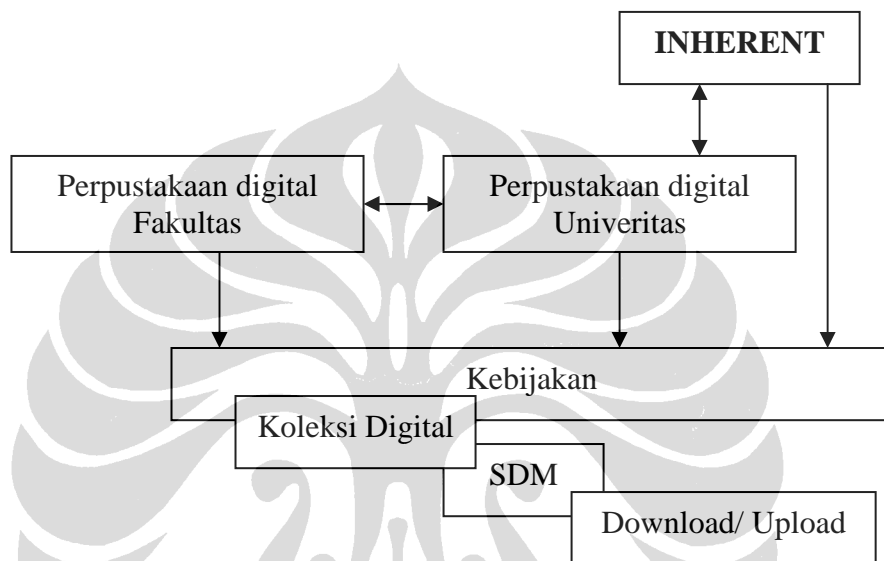 INHERENT
Perpustakaan digital
Fakultas
Perpustakaan digital
Univeritas
Kebijakan
Koleksi Digital
SDM
Download/ Upload